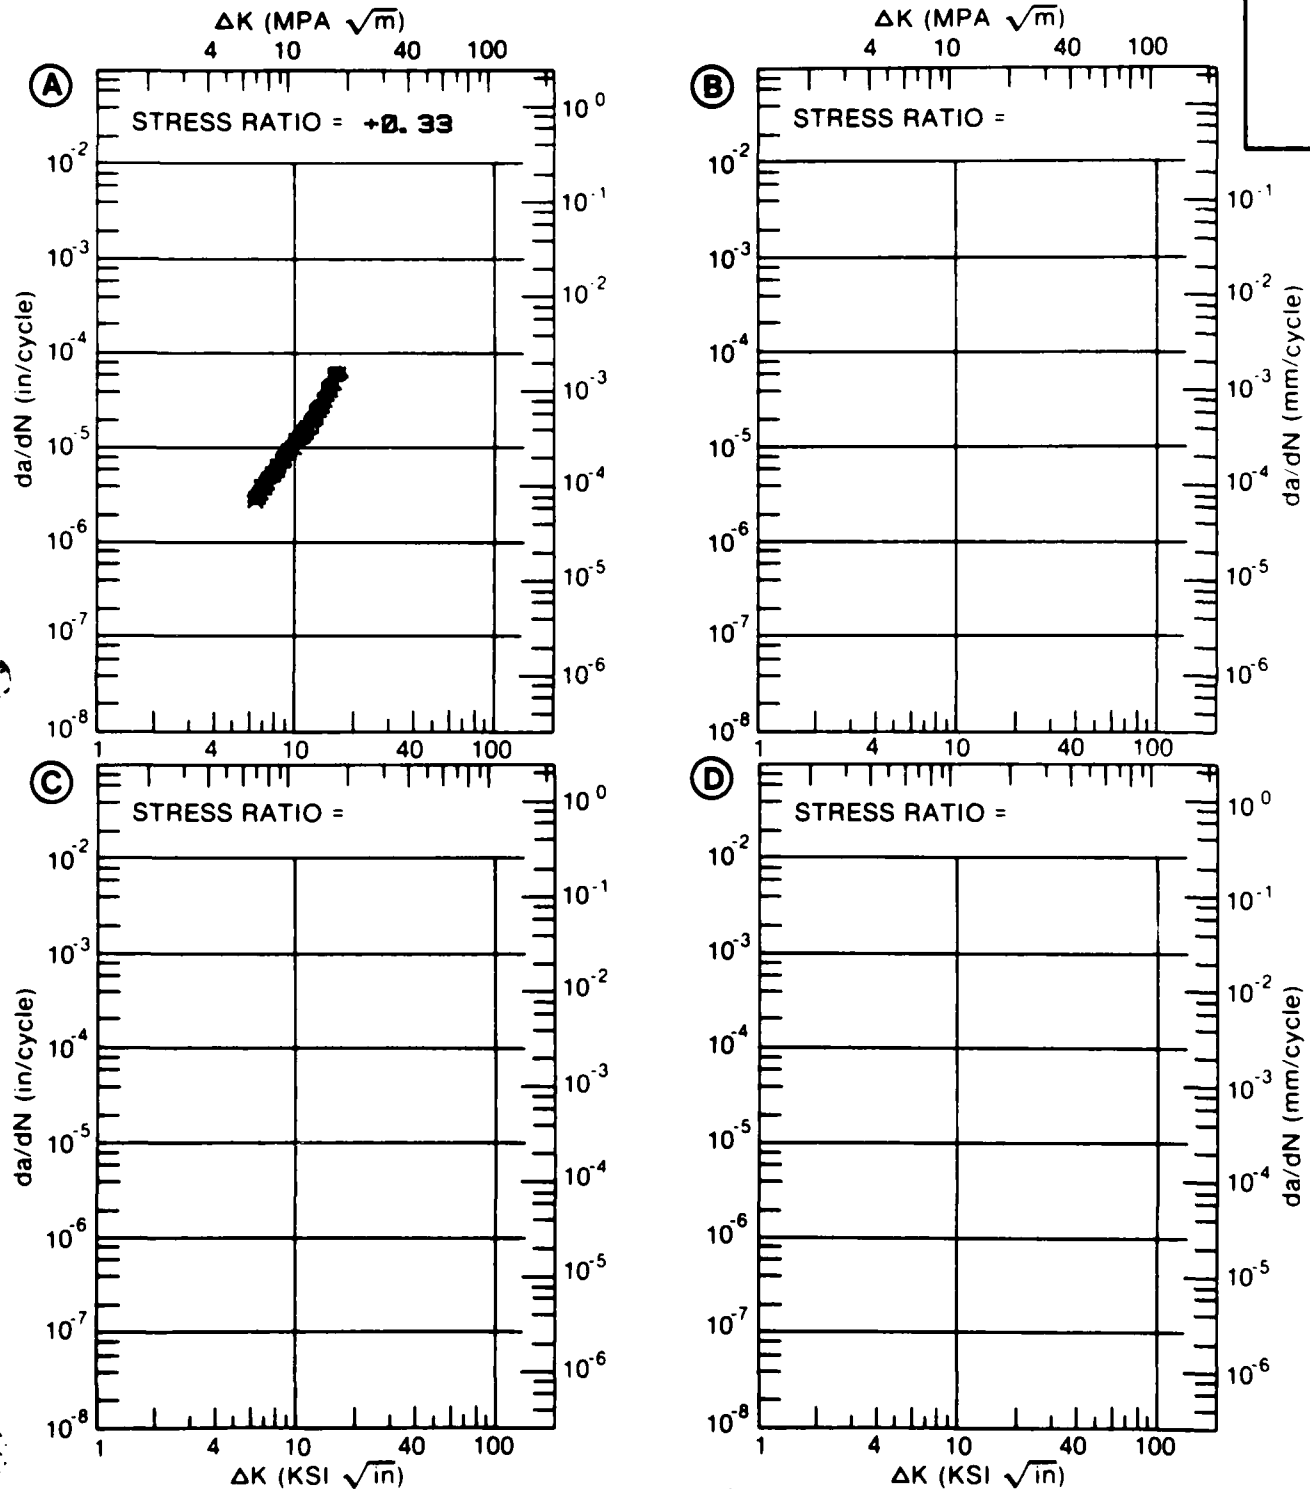 ΔK (MPA √m)
4 10 40 100
A
STRESS RATIO = +0.33
10^-2
10^-3
10^-4
10^-5
10^-6
10^-7
10^-8
da/dN (in/cycle)
10^0
10^-1
10^-2
10^-3
10^-4
10^-5
10^-6
1 4 10 40 100
ΔK (MPA √m)
4 10 40 100
B
STRESS RATIO =
10^-2
10^-3
10^-4
10^-5
10^-6
10^-7
10^-8
10^-1
10^-2
10^-3
10^-4
10^-5
10^-6
da/dN (mm/cycle)
1 4 10 40 100
C
STRESS RATIO =
10^-2
10^-3
10^-4
10^-5
10^-6
10^-7
10^-8
da/dN (in/cycle)
10^0
10^-1
10^-2
10^-3
10^-4
10^-5
10^-6
1 4 10 40 100
ΔK (KSI √in)
D
STRESS RATIO =
10^-2
10^-3
10^-4
10^-5
10^-6
10^-7
10^-8
10^0
10^-1
10^-2
10^-3
10^-4
10^-5
10^-6
da/dN (mm/cycle)
1 4 10 40 100
ΔK (KSI √in)